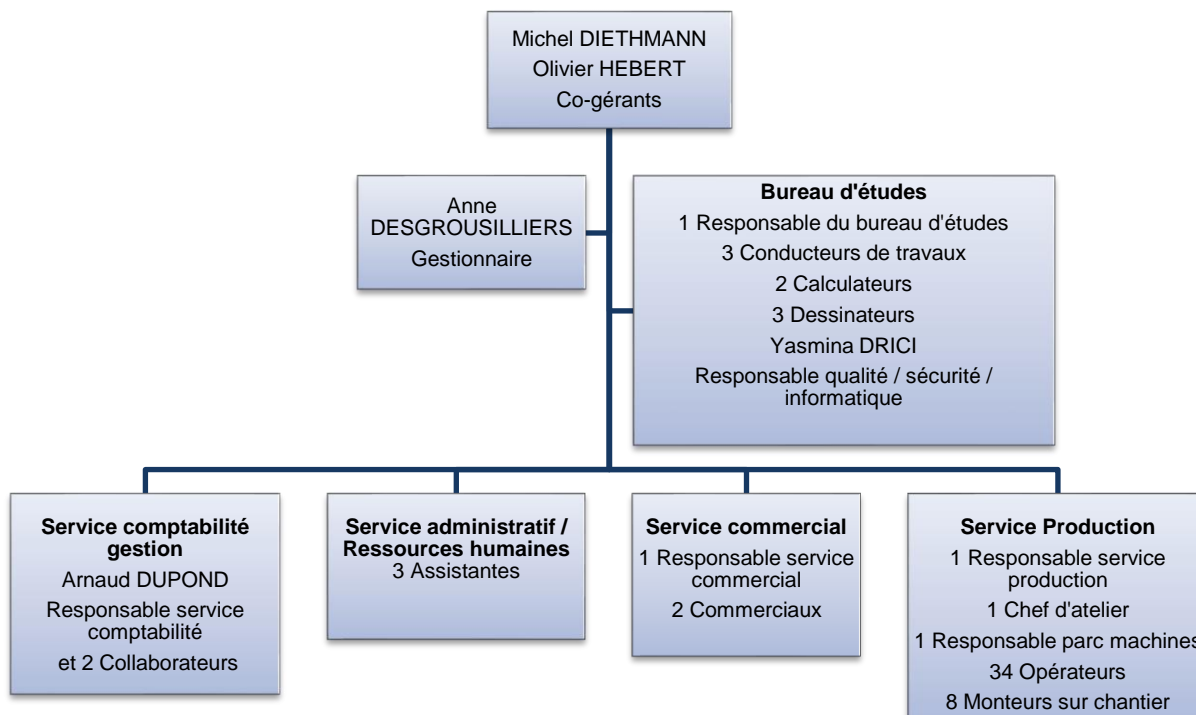 Michel DIETHMANN
Olivier HEBERT
Co-gérants
Anne
DESGROUSILLIERS
Gestionnaire
Bureau d'études
1 Responsable du bureau d'études
3 Conducteurs de travaux
2 Calculateurs
3 Dessinateurs
Yasmina DRICI
Responsable qualité / sécurité /
informatique
Service comptabilité
gestion
Arnaud DUPOND
Responsable service
comptabilité
et 2 Collaborateurs
Service administratif /
Ressources humaines
3 Assistantes
Service commercial
1 Responsable service
commercial
2 Commerciaux
Service Production
1 Responsable service
production
1 Chef d'atelier
1 Responsable parc machines
34 Opérateurs
8 Monteurs sur chantier